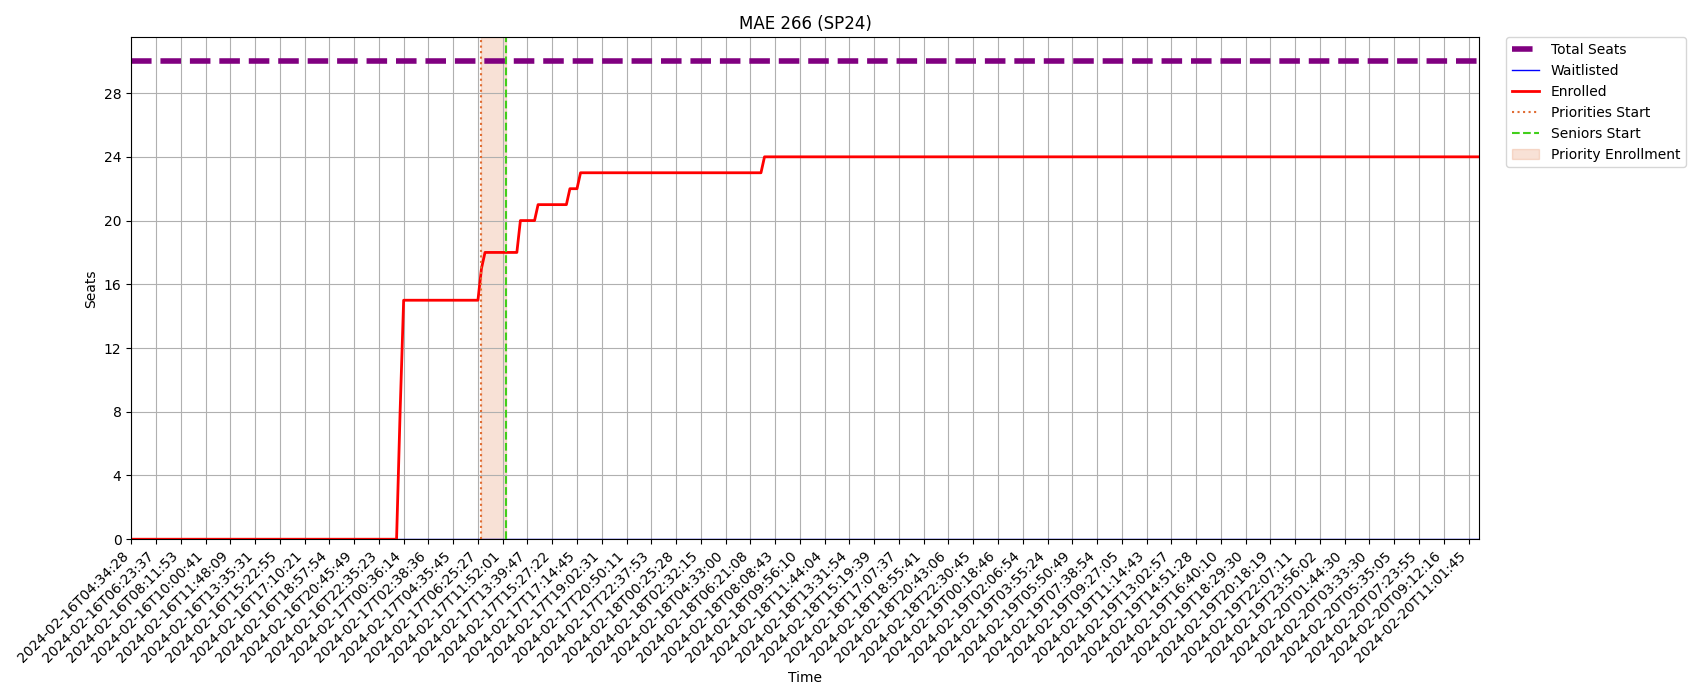 MAE 266 (SP24)
Total Seats
Waitlisted
Enrolled
Priorities Start
Seniors Start
Priority Enrollment
Seats
28
24
20
16
12
8
4
0
2024-02-16T04:34:28
2024-02-16T06:23:37
2024-02-16T08:11:53
2024-02-16T10:00:41
2024-02-16T11:48:09
2024-02-16T13:35:31
2024-02-16T15:22:55
2024-02-16T17:10:21
2024-02-16T18:57:54
2024-02-16T20:45:49
2024-02-16T22:35:23
2024-02-17T00:36:14
2024-02-17T02:38:36
2024-02-17T04:35:45
2024-02-17T06:25:27
2024-02-17T11:52:01
2024-02-17T13:39:47
2024-02-17T15:27:22
2024-02-17T17:14:45
2024-02-17T19:02:31
2024-02-17T20:50:11
2024-02-17T22:37:53
2024-02-18T00:25:28
2024-02-18T02:32:15
2024-02-18T04:33:00
2024-02-18T06:21:08
2024-02-18T08:08:43
2024-02-18T09:56:10
2024-02-18T11:44:04
2024-02-18T13:31:54
2024-02-18T15:19:39
2024-02-18T17:07:37
2024-02-18T18:55:41
2024-02-18T20:43:06
2024-02-18T22:30:45
2024-02-19T00:18:46
2024-02-19T02:06:54
2024-02-19T03:55:24
2024-02-19T05:50:49
2024-02-19T07:38:54
2024-02-19T09:27:05
2024-02-19T11:14:43
2024-02-19T13:02:57
2024-02-19T14:51:28
2024-02-19T16:40:10
2024-02-19T18:29:30
2024-02-19T20:18:19
2024-02-19T22:07:11
2024-02-19T23:56:02
2024-02-20T01:44:30
2024-02-20T03:33:30
2024-02-20T05:35:05
2024-02-20T07:23:55
2024-02-20T09:12:16
2024-02-20T11:01:45
Time